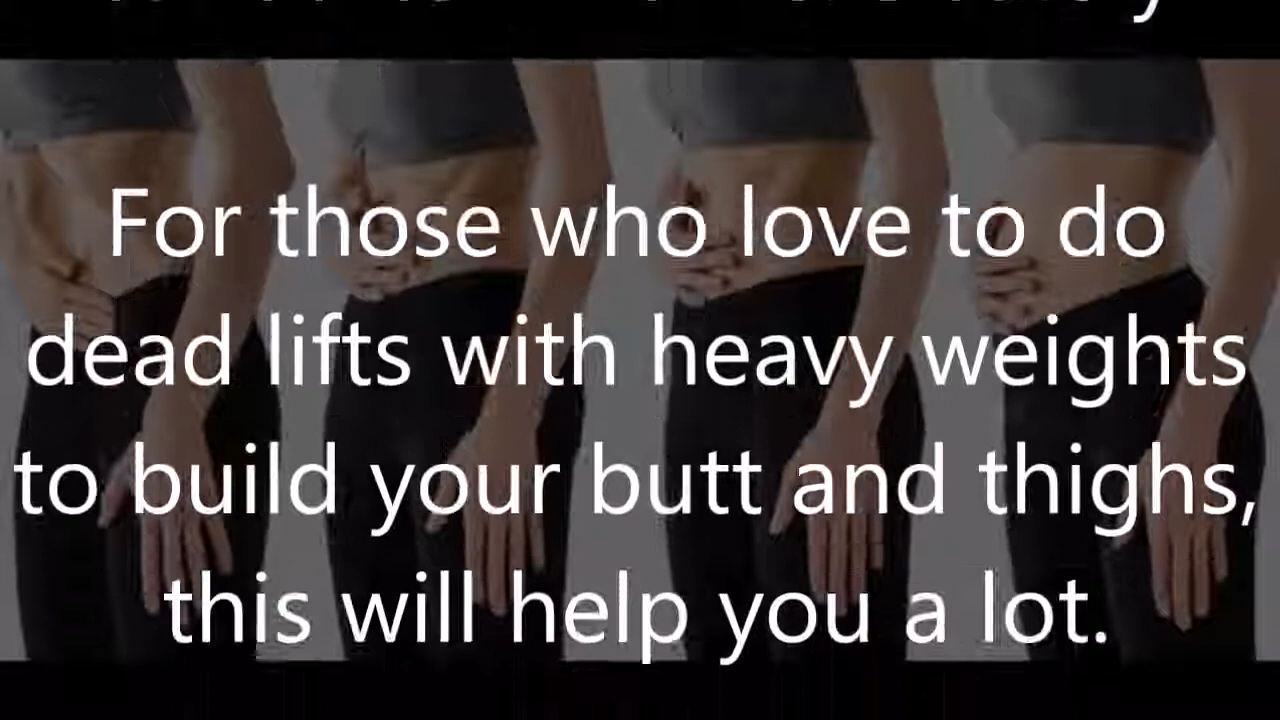 For those who love to do
dead lifts with heavy weights
to build your butt and thighs,
this will help you a lot.